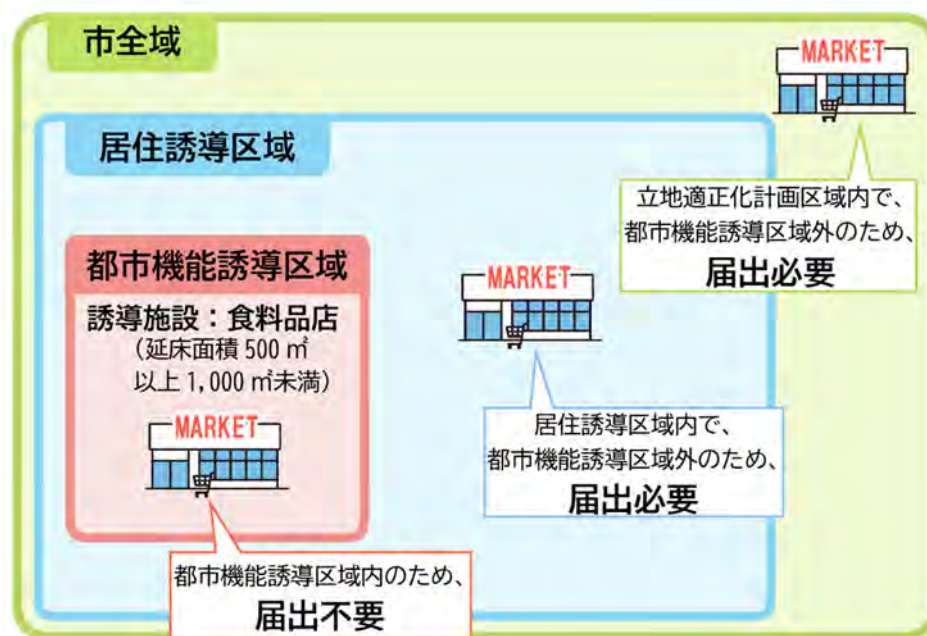 市全域
MARKET
立地適正化計画区域内で、
都市機能誘導区域外のため、
届出必要
居住誘導区域
MARKET
居住誘導区域内で、
都市機能誘導区域外のため、
届出必要
都市機能誘導区域
誘導施設：食料品店
（延床面積 500 ㎡
以上 1,000 ㎡未満）
MARKET
都市機能誘導区域内のため、
届出不要